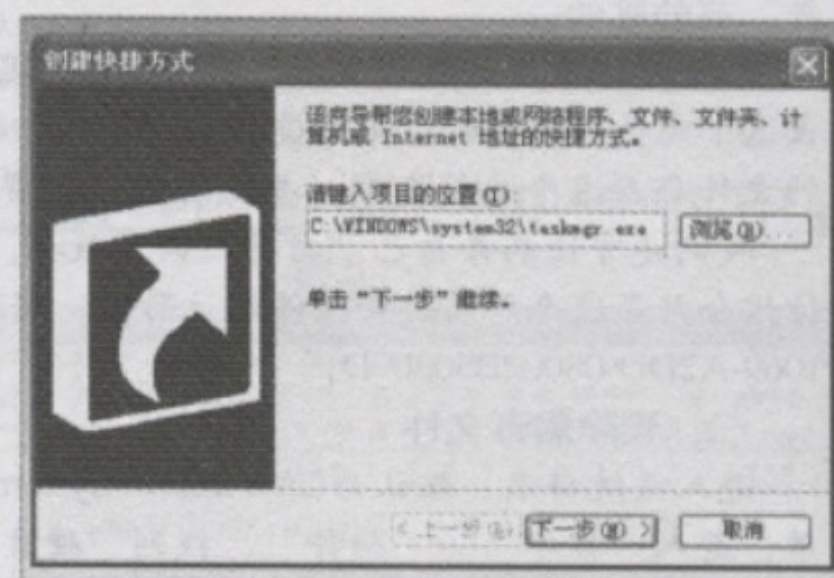 创建快捷方式
该向导帮您创建本地或网络程序、文件、文件夹、计
算机或 Internet 地址的快捷方式。
请键入项目的位置(T):
C:\WINDOWS\system32\taskmgr.exe
浏览(R)...
单击“下一步”继续。
< 上一步(B)
下一步(N) >
取消